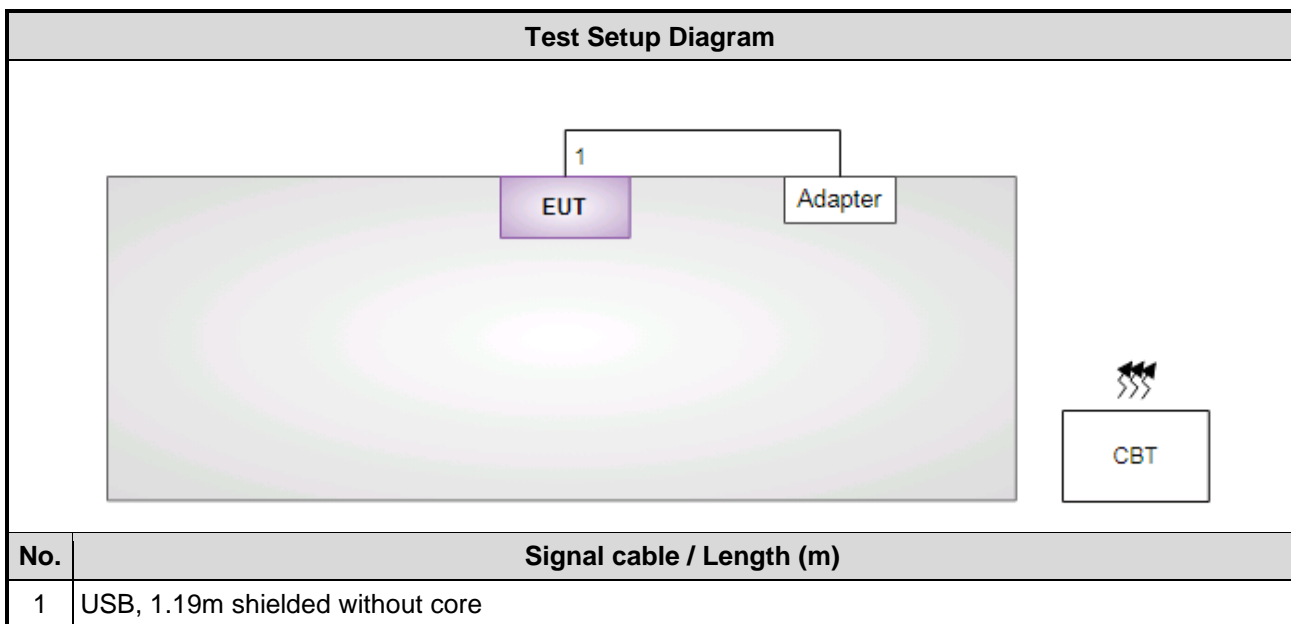 Test Setup Diagram
1
EUT
Adapter
CBT
No. Signal cable / Length (m)
1 USB, 1.19m shielded without core